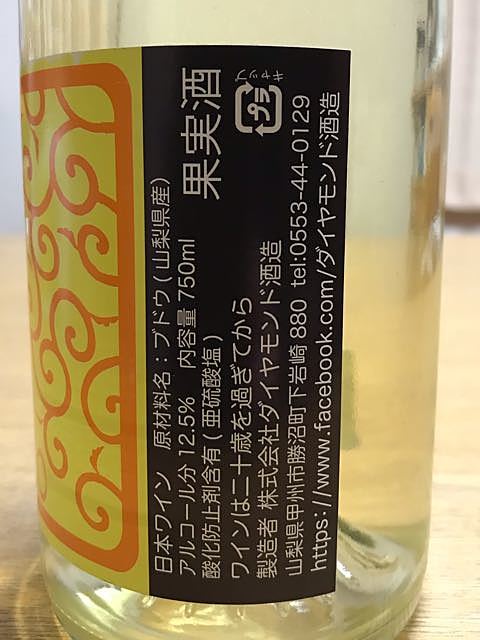 日本ワイン 原材料名：ブドウ(山梨県産)
アルコール分 12.5% 内容量 750ml
酸化防止剤含有(亜硫酸塩)
果実酒
ワインは二十歳を過ぎてから
プラ
キャップ
製造者 株式会社ダイヤモンド酒造
山梨県甲州市勝沼町下岩崎 880 tel:0553-44-0129
https://www.facebook.com/ダイヤモンド酒造